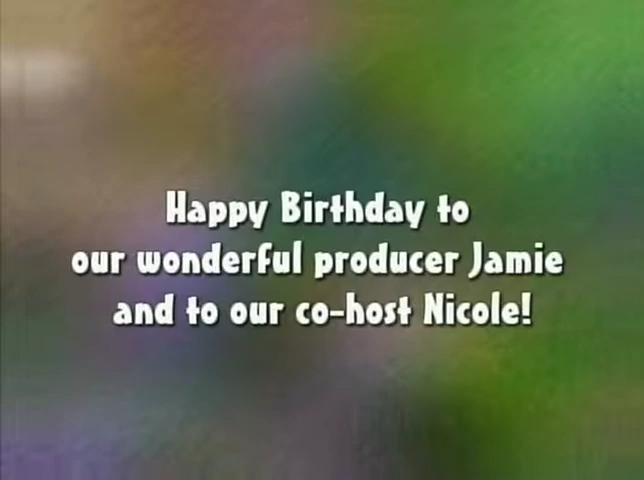 Happy Birthday to
our wonderful producer Jamie
and to our co-host Nicole!